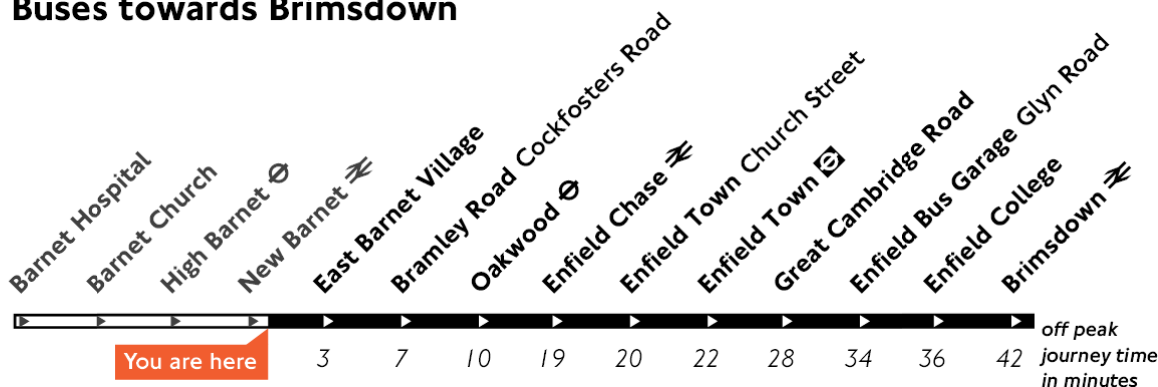 Buses towards Brimsdown
Barnet Hospital
Barnet Church
High Barnet
New Barnet
East Barnet Village
Bramley Road Cockfosters Road
Oakwood
Enfield Chase
Enfield Town Church Street
Enfield Town
Great Cambridge Road
Enfield Bus Garage Glyn Road
Enfield College
Brimsdown
You are here
3 7 10 19 20 22 28 34 36 42
off peak
journey time
in minutes